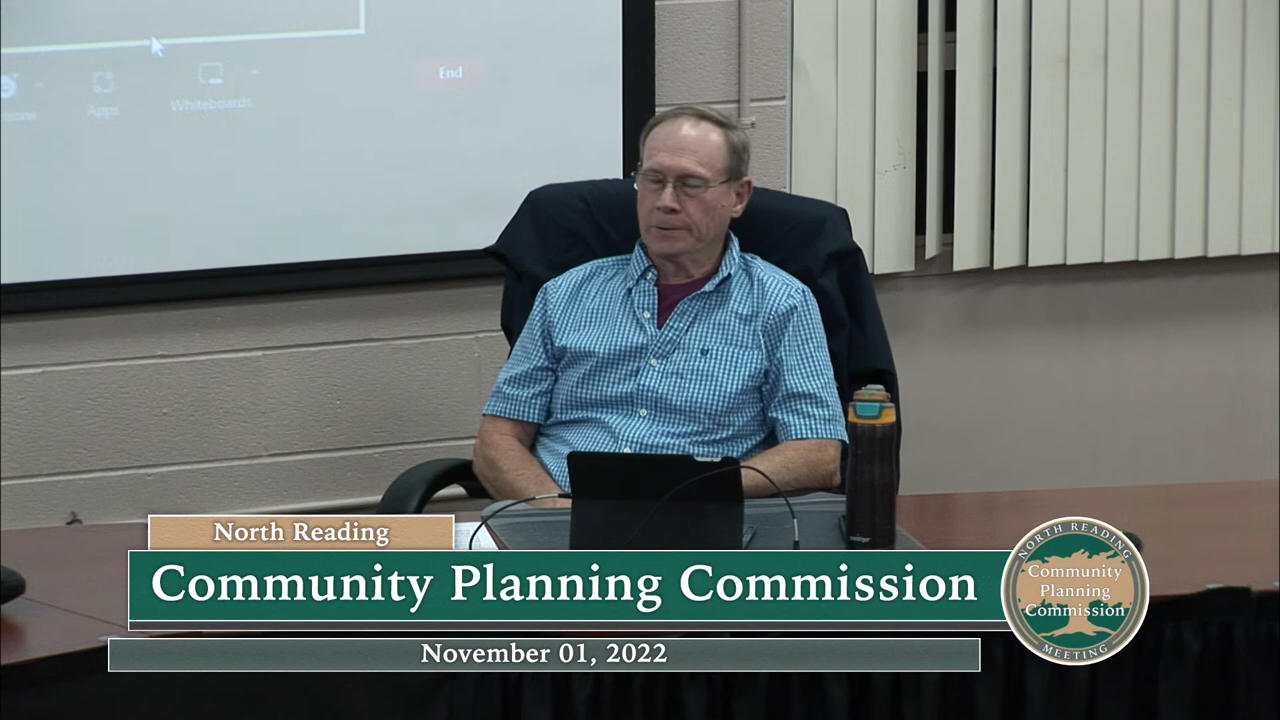 End
Apps
Whiteboards
North Reading
Community Planning Commission
November 01, 2022
NORTH READING
Community
Planning
Commission
MEETING